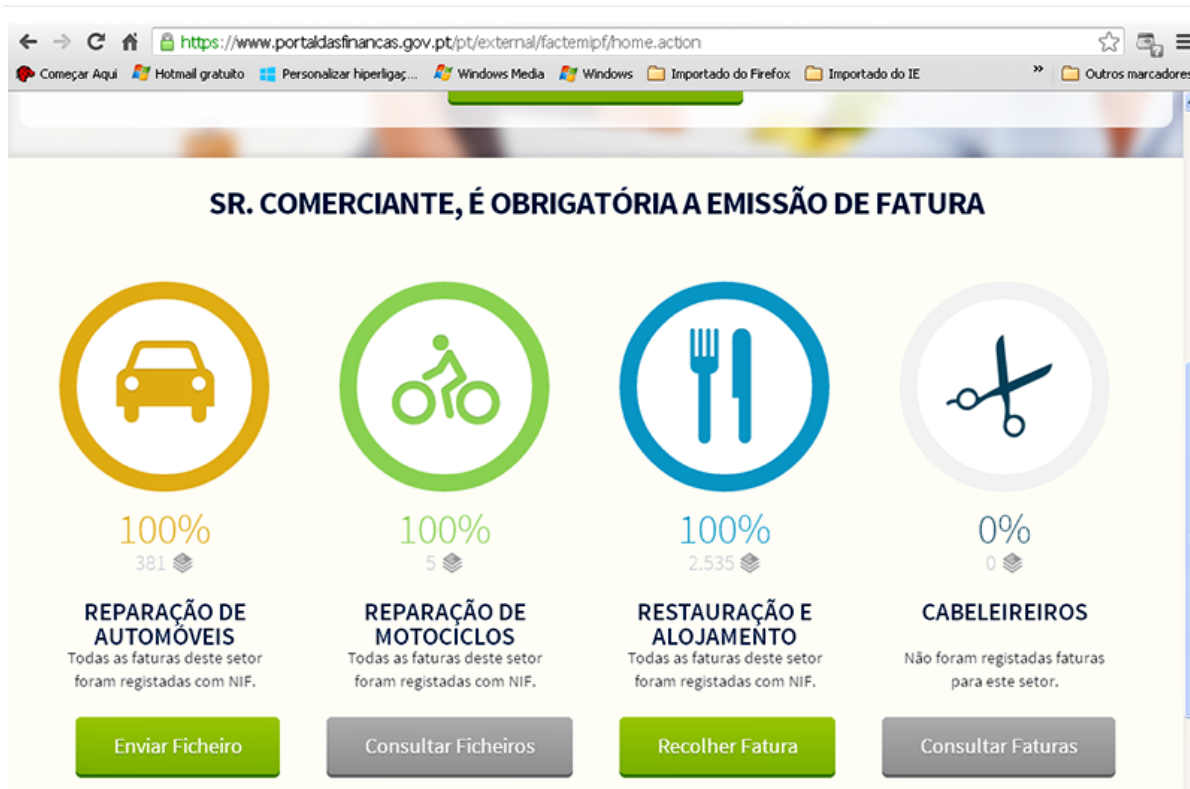 https://www.portaldasfinancas.gov.pt/pt/external/factemipf/home.action
Começar Aqui Hotmail gratuito Personalizar hiperligaç... Windows Media Windows Importado do Firefox Importado do IE » Outros marcadores
SR. COMERCIANTE, É OBRIGATÓRIA A EMISSÃO DE FATURA
100% 100% 100% 0%
381 5 2.535 0
REPARAÇÃO DE AUTOMÓVEIS
Todas as faturas deste setor
foram registadas com NIF.
REPARAÇÃO DE MOTOCICLOS
Todas as faturas deste setor
foram registadas com NIF.
RESTAURAÇÃO E ALOJAMENTO
Todas as faturas deste setor
foram registadas com NIF.
CABELEIREIROS
Não foram registadas faturas
para este setor.
Enviar Ficheiro Consultar Ficheiros Recolher Fatura Consultar Faturas